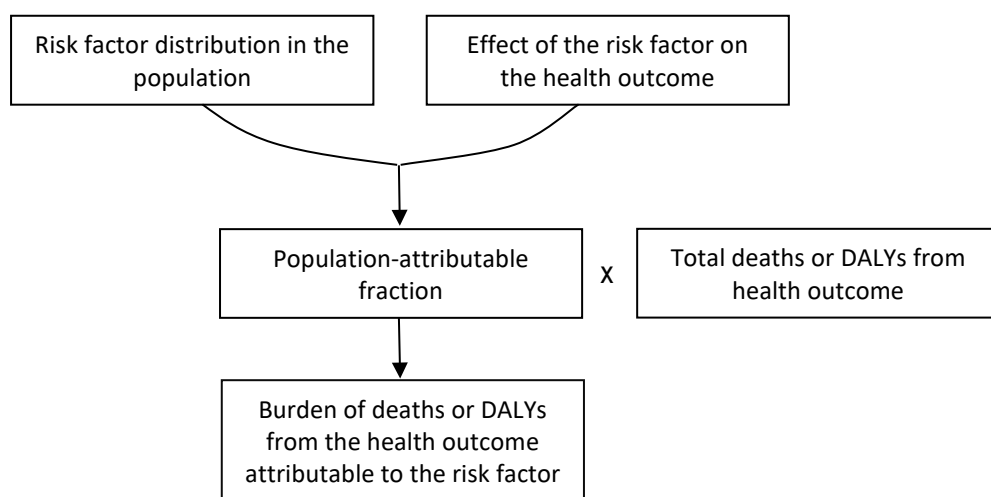 Risk factor distribution in the
population
Effect of the risk factor on
the health outcome
Population-attributable
fraction
X
Total deaths or DALYs from
health outcome
Burden of deaths or DALYs
from the health outcome
attributable to the risk factor